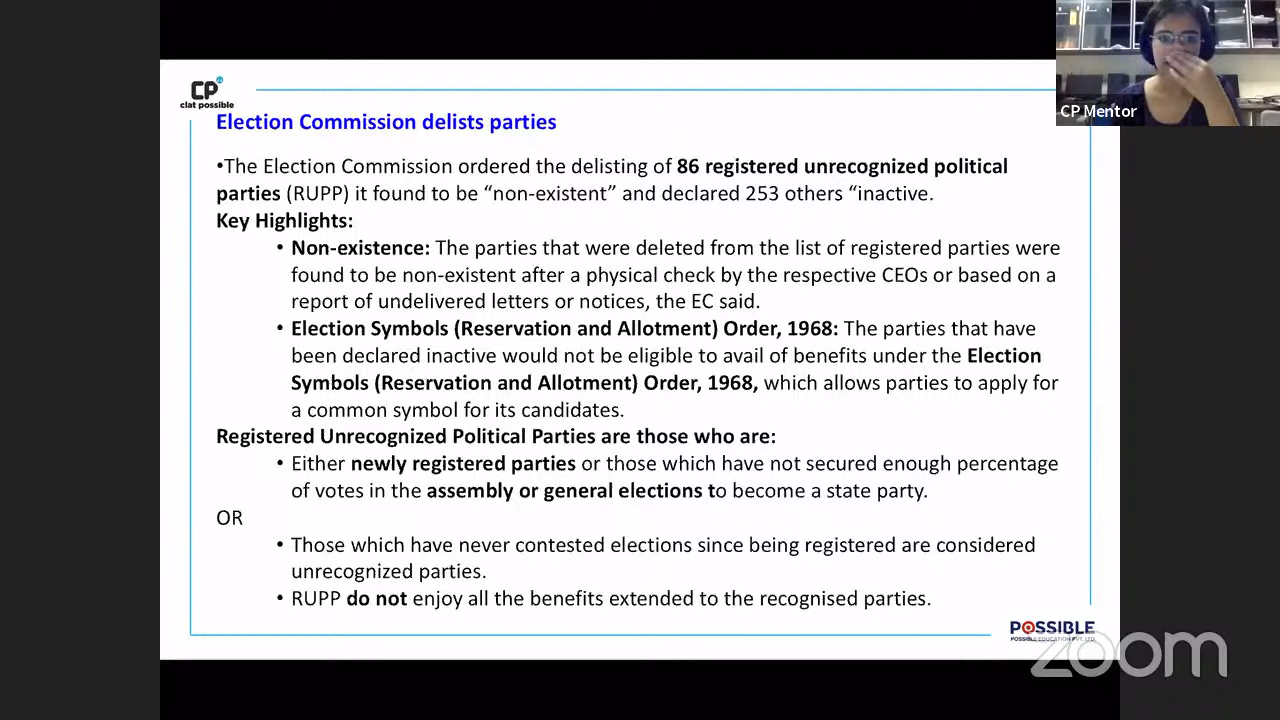 CP
clat possible
CP Mentor
Election Commission delists parties
•The Election Commission ordered the delisting of 86 registered unrecognized political
parties (RUPP) it found to be “non-existent” and declared 253 others “inactive.
Key Highlights:
• Non-existence: The parties that were deleted from the list of registered parties were
found to be non-existent after a physical check by the respective CEOs or based on a
report of undelivered letters or notices, the EC said.
• Election Symbols (Reservation and Allotment) Order, 1968: The parties that have
been declared inactive would not be eligible to avail of benefits under the Election
Symbols (Reservation and Allotment) Order, 1968, which allows parties to apply for
a common symbol for its candidates.
Registered Unrecognized Political Parties are those who are:
• Either newly registered parties or those which have not secured enough percentage
of votes in the assembly or general elections to become a state party.
OR
• Those which have never contested elections since being registered are considered
unrecognized parties.
• RUPP do not enjoy all the benefits extended to the recognised parties.
POSSIBLE
POSSIBLE EDUCATION PVT. LTD.
zoom